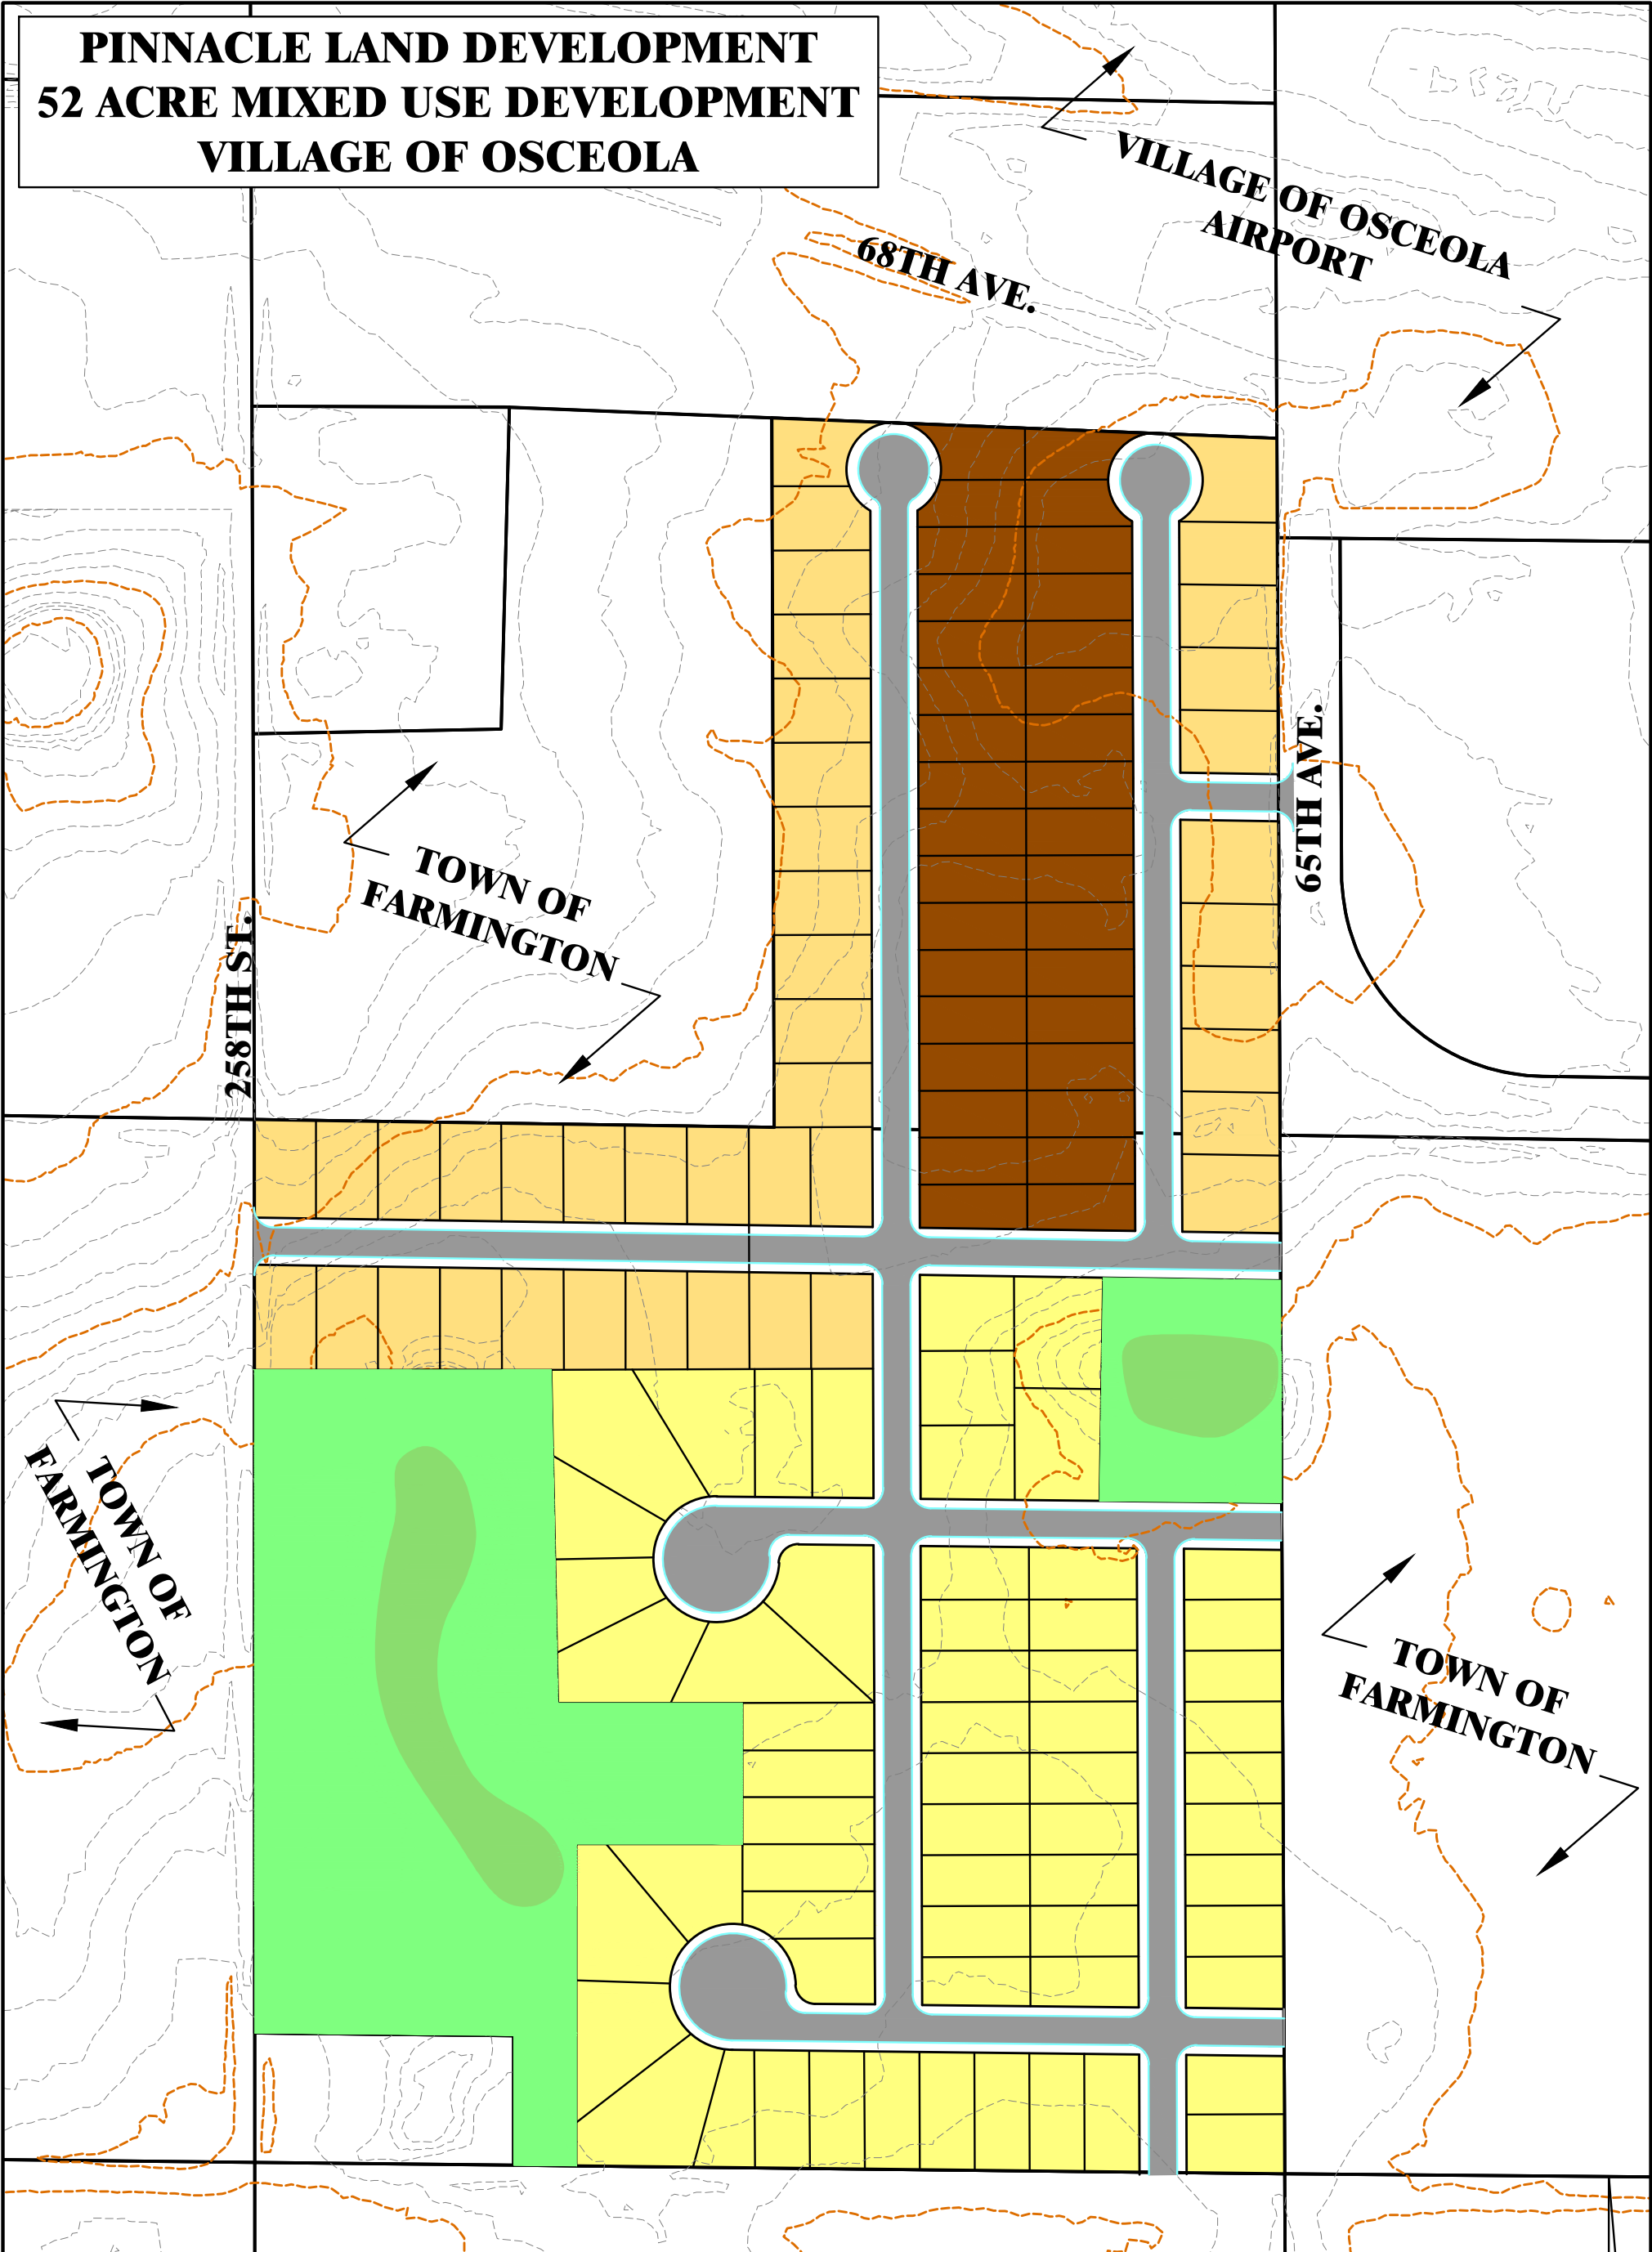 PINNACLE LAND DEVELOPMENT
52 ACRE MIXED USE DEVELOPMENT
VILLAGE OF OSCEOLA
VILLAGE OF OSCEOLA
AIRPORT
68TH AVE.
65TH AVE.
TOWN OF
FARMINGTON
258TH ST.
TOWN OF
FARMINGTON
TOWN OF
FARMINGTON